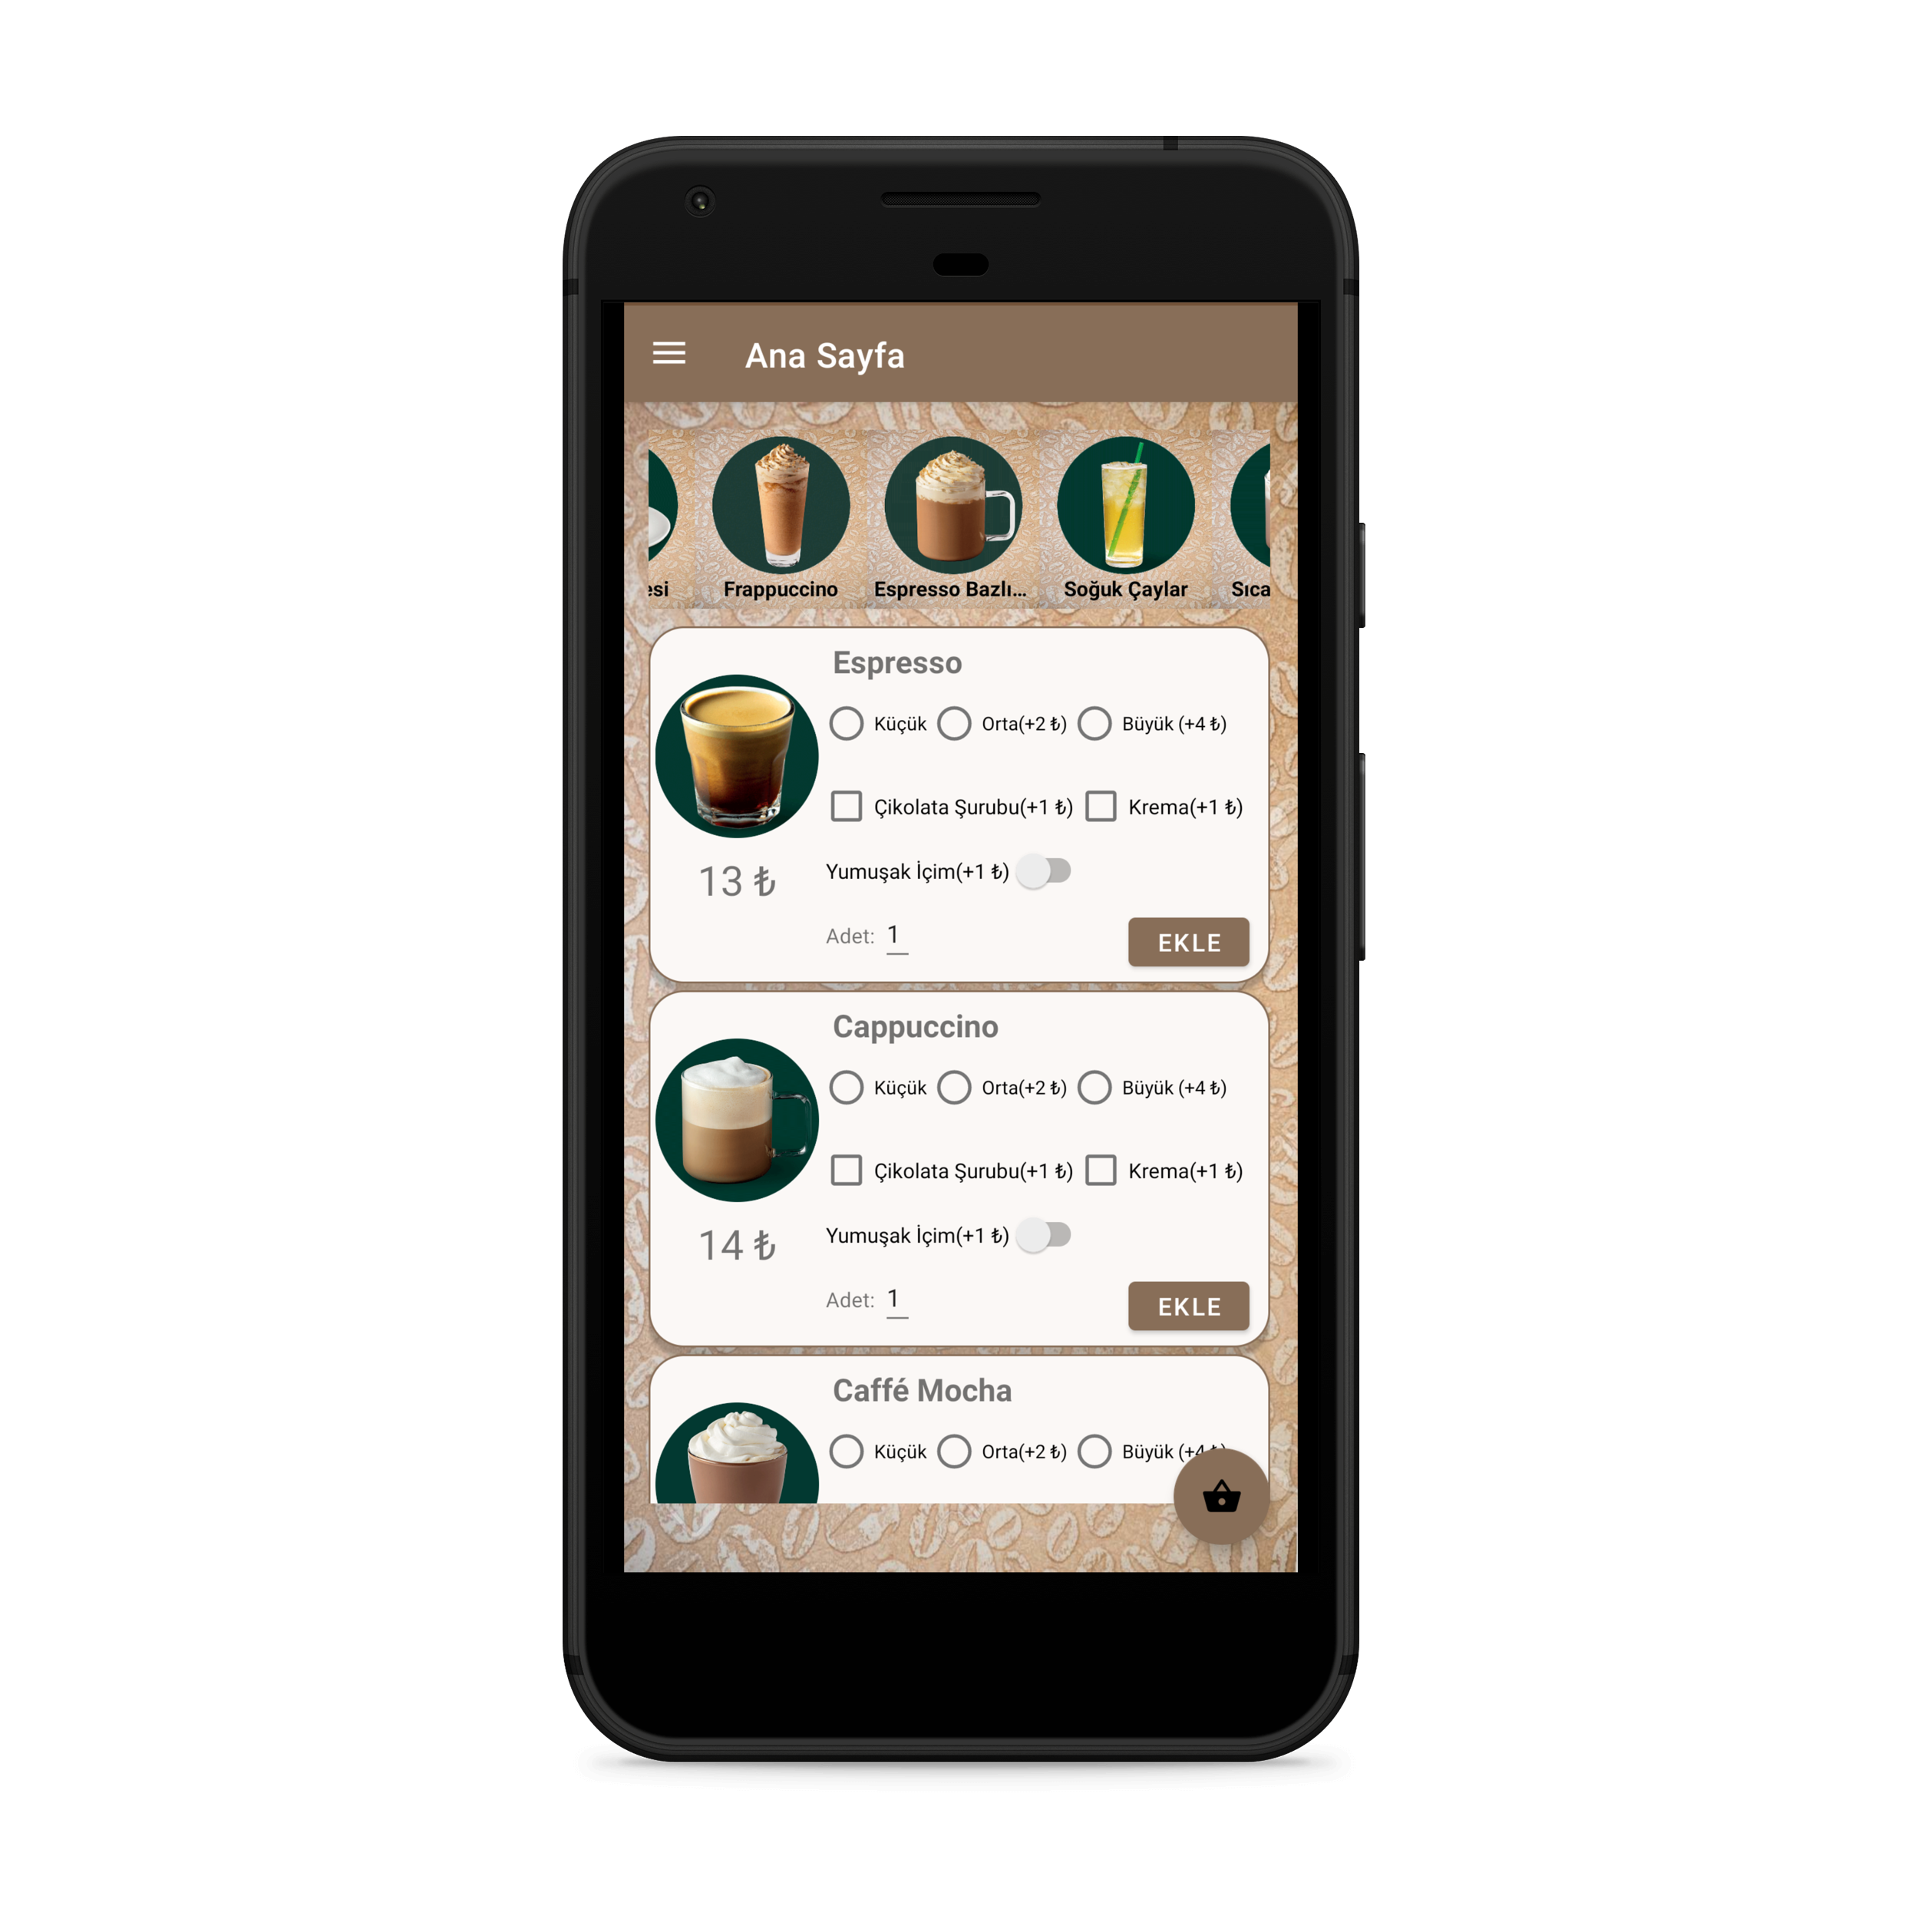 Ana Sayfa
esi Frappuccino Espresso Bazlı... Soğuk Çaylar Sıca
Espresso
Küçük Orta(+2 ₺) Büyük (+4 ₺)
Çikolata Şurubu(+1 ₺) Krema(+1 ₺)
13 ₺ Yumuşak İçim(+1 ₺)
Adet: 1 EKLE
Cappuccino
Küçük Orta(+2 ₺) Büyük (+4 ₺)
Çikolata Şurubu(+1 ₺) Krema(+1 ₺)
14 ₺ Yumuşak İçim(+1 ₺)
Adet: 1 EKLE
Caffé Mocha
Küçük Orta(+2 ₺) Büyük (+4 ₺)